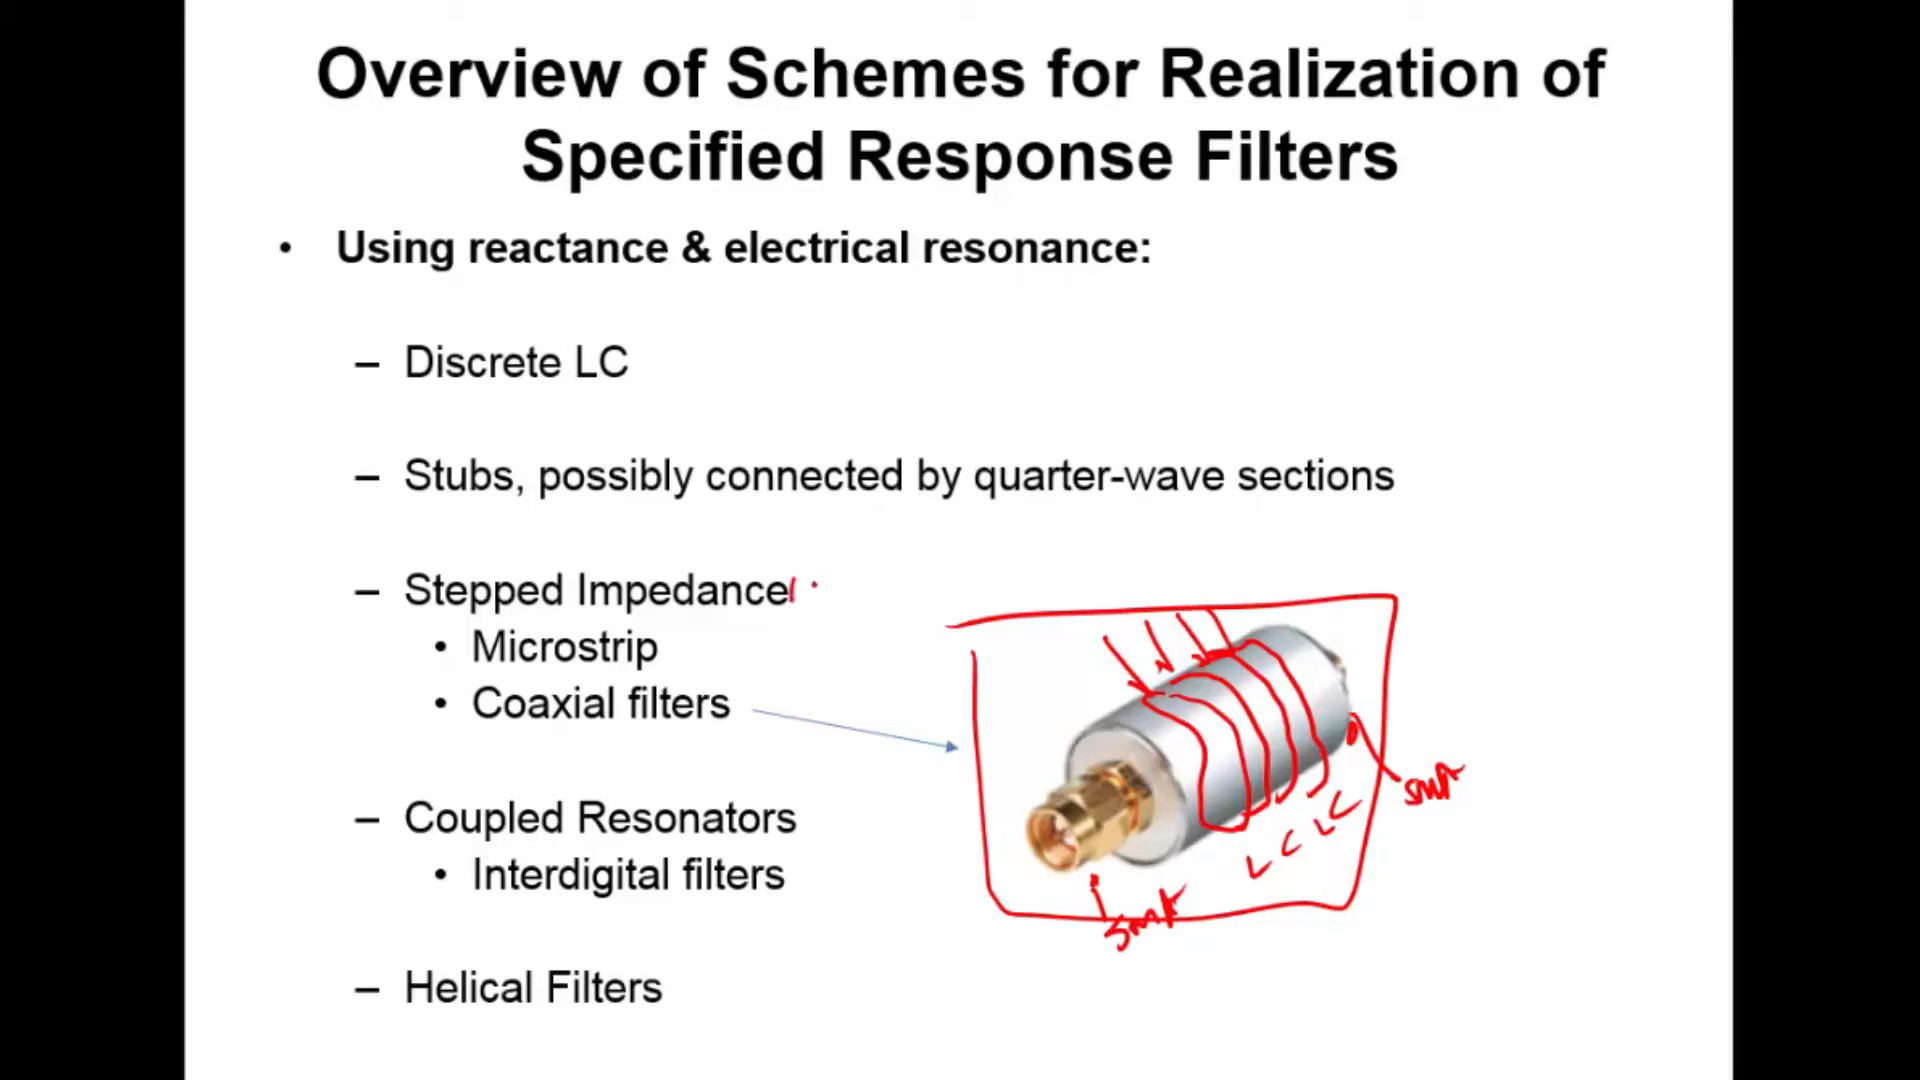 Overview of Schemes for Realization of
Specified Response Filters
• Using reactance & electrical resonance:
– Discrete LC
– Stubs, possibly connected by quarter-wave sections
– Stepped Impedance
• Microstrip
• Coaxial filters
SMA
L C L C
– Coupled Resonators
• Interdigital filters
SMA
– Helical Filters